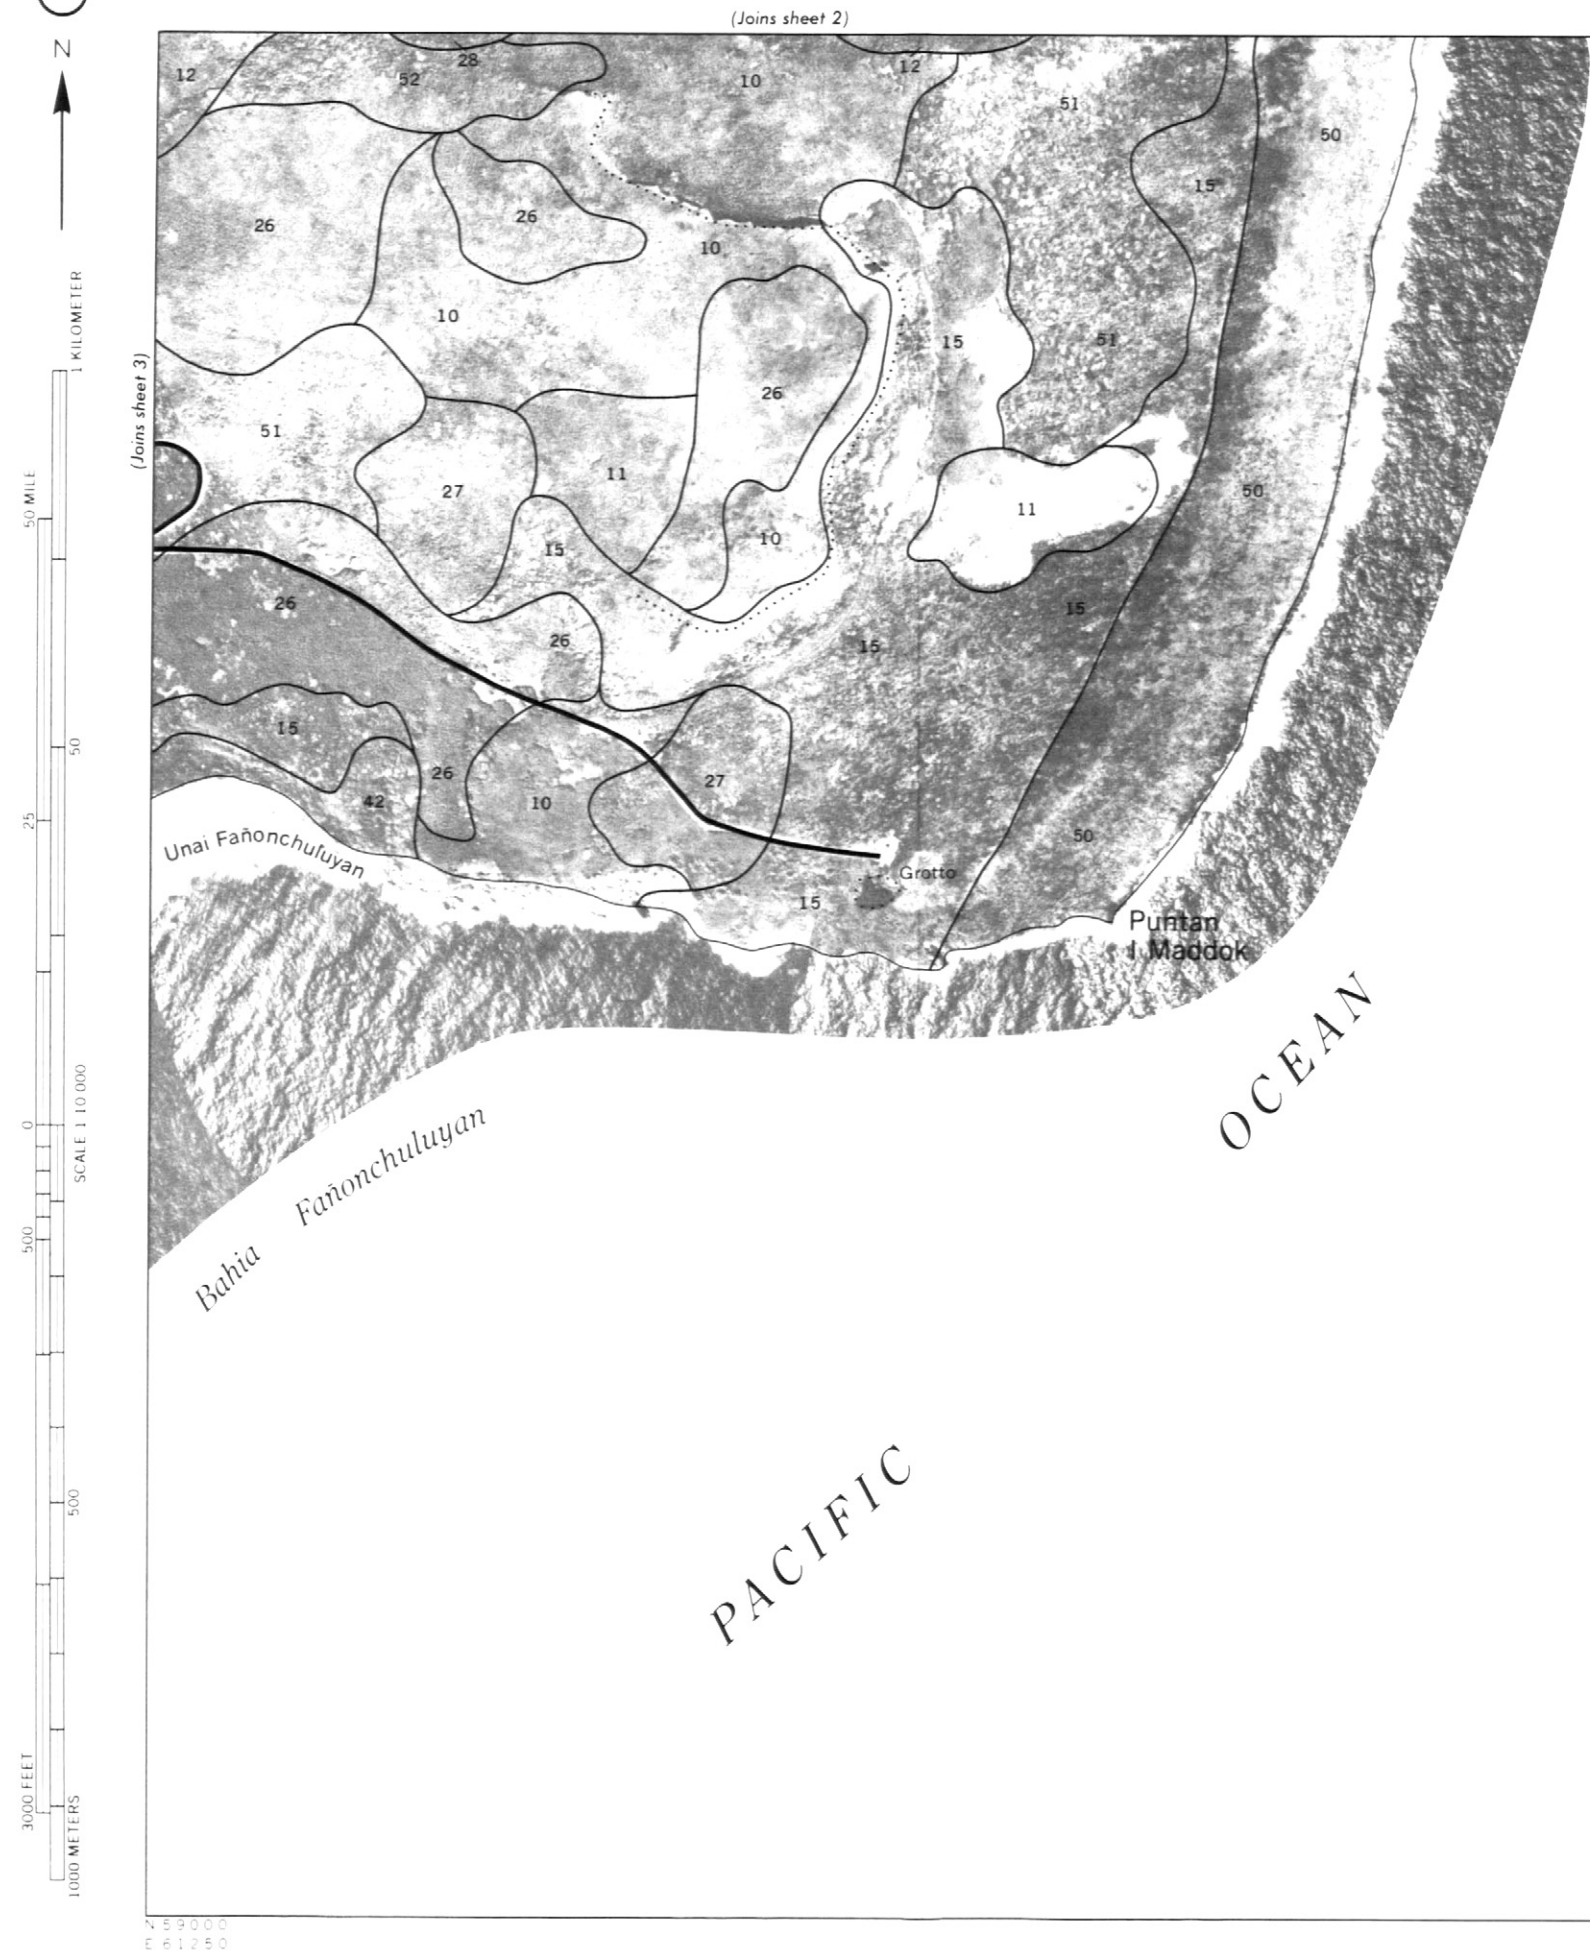 (Joins sheet 2)
N
12
52
28
10
12
51
50
15
26
26
10
10
15
51
1 KILOMETER
(Joins sheet 3)
26
51
27
11
10
11
50
.50 MILE
15
26
26
15
15
15
26
27
50
42
10
50
25
Unai Fañonchuluyan
Grotto
15
Puntan
I Maddok
OCEAN
0
SCALE 1 10 000
Bahia Fañonchuluyan
500
PACIFIC
500
3000 FEET
1000 METERS
N 59000
E 61250